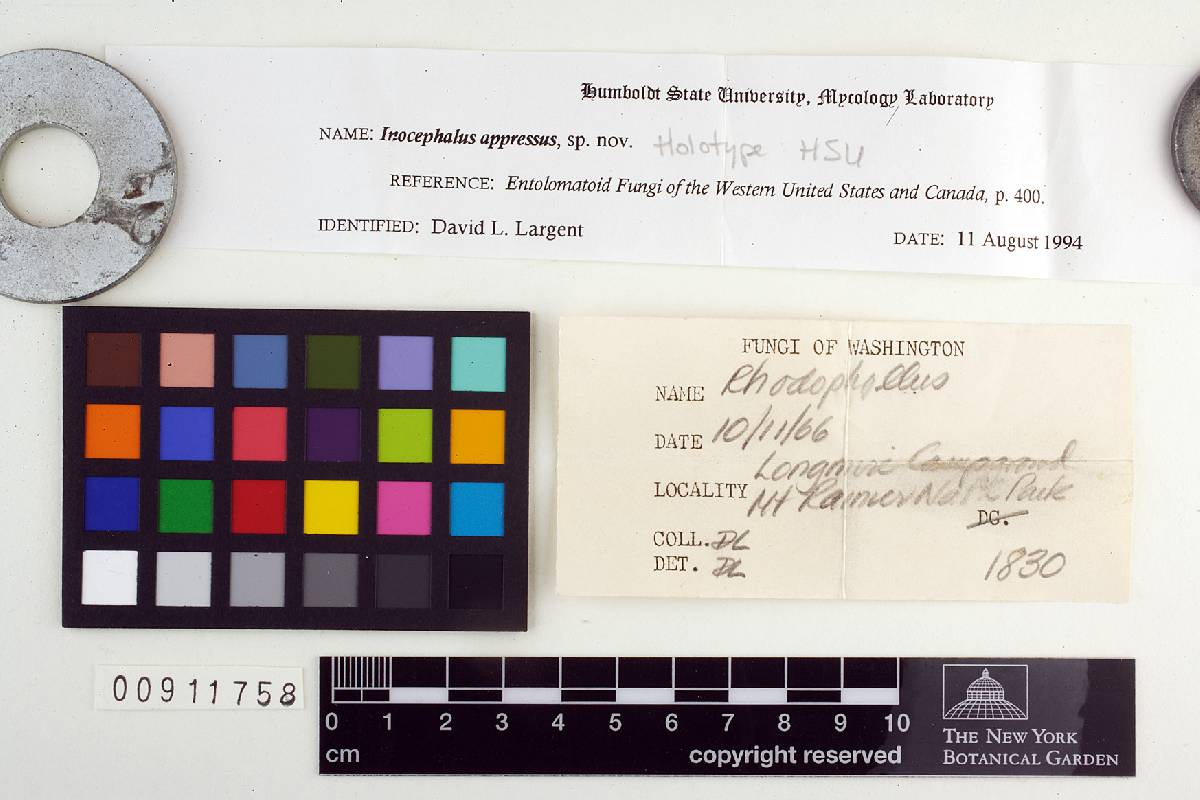 Humboldt State University, Mycology Laboratory
NAME: Inocephalus appressus, sp. nov. Holotype HSU
REFERENCE: Entolomatoid Fungi of the Western United States and Canada, p. 400.
IDENTIFIED: David L. Largent
DATE: 11 August 1994
FUNGI OF WASHINGTON
NAME Rhodophyllus
DATE 10/11/66
Longmire Campground
LOCALITY Mt Rainier Nat'l Park
DG.
COLL. DL
DET. DL
1830
00911758
0 1 2 3 4 5 6 7 8 9 10
cm
copyright reserved
THE NEW YORK
BOTANICAL GARDEN